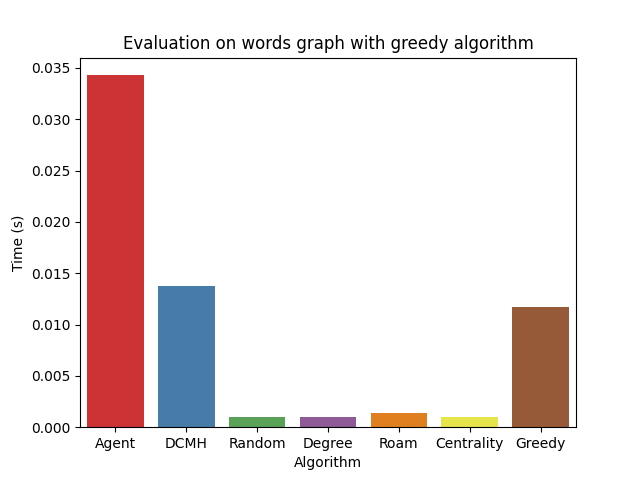 Evaluation on words graph with greedy algorithm
Time (s)
0.035
0.030
0.025
0.020
0.015
0.010
0.005
0.000
Agent DCMH Random Degree Roam Centrality Greedy
Algorithm